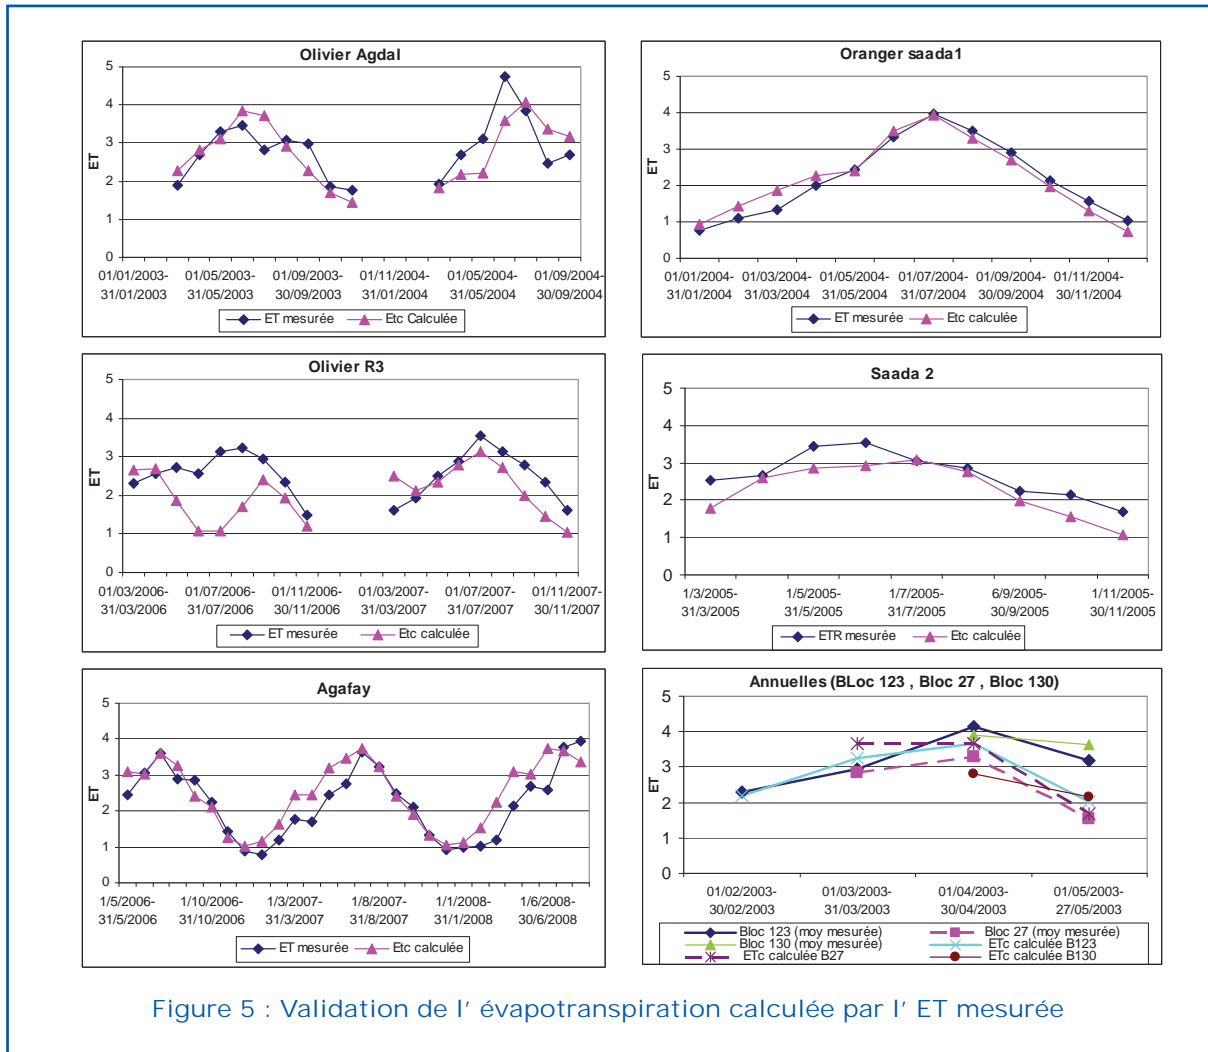 Olivier Agdal
5
4
3
2
1
0
ET
01/01/2003- 01/05/2003- 01/09/2003- 01/11/2004- 01/05/2004- 01/09/2004-
31/01/2003 31/05/2003 30/09/2003 31/01/2004 31/05/2004 30/09/2004
ET mesurée Etc Calculée
Oranger saada1
5
4
3
2
1
0
ET
01/01/2004- 01/03/2004- 01/05/2004- 01/07/2004- 01/09/2004- 01/11/2004-
31/01/2004 31/03/2004 31/05/2004 31/07/2004 30/09/2004 30/11/2004
ET mesurée Etc calculée
Olivier R3
5
4
3
2
1
0
ET
01/03/2006- 01/07/2006- 01/11/2006- 01/03/2007- 01/07/2007- 01/11/2007-
31/03/2006 31/07/2006 30/11/2006 31/03/2007 31/07/2007 30/11/2007
ET mesurée Etc calculée
Saada 2
5
4
3
2
1
0
ET
1/3/2005- 1/5/2005- 1/7/2005- 6/9/2005- 1/11/2005-
31/3/2005 31/5/2005 31/7/2005 30/9/2005 30/11/2005
ETR mesurée Etc calculée
Agafay
5
4
3
2
1
0
ET
1/5/2006- 1/10/2006- 1/3/2007- 1/8/2007- 1/1/2008- 1/6/2008-
31/5/2006 31/10/2006 31/3/2007 31/8/2007 31/1/2008 30/6/2008
ET mesurée Etc calculée
Annuelles (BLoc 123 , Bloc 27 , Bloc 130)
5
4
3
2
1
0
ET
01/02/2003- 01/03/2003- 01/04/2003- 01/05/2003-
30/02/2003 31/03/2003 30/04/2003 27/05/2003
Bloc 123 (moy mesurée) Bloc 27 (moy mesurée)
Bloc 130 (moy mesurée) ETc calculée B123
ETc calculée B27 ETc calculée B130
Figure 5 : Validation de l' évapotranspiration calculée par l' ET mesurée